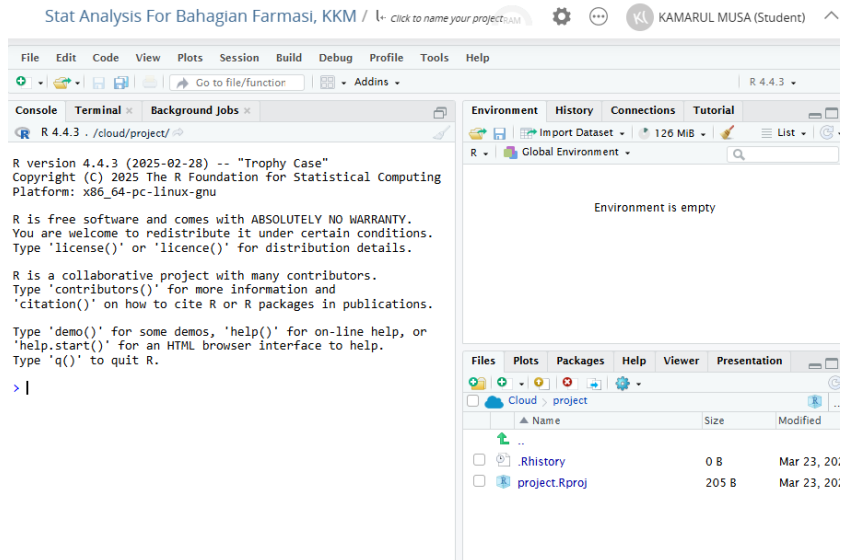 Stat Analysis For Bahagian Farmasi, KKM / Click to name your project RAM KL KAMARUL MUSA (Student)
File Edit Code View Plots Session Build Debug Profile Tools Help
Go to file/function Addins R 4.4.3
Console Terminal Background Jobs
R 4.4.3 . /cloud/project/
R version 4.4.3 (2025-02-28) -- "Trophy Case"
Copyright (C) 2025 The R Foundation for Statistical Computing
Platform: x86_64-pc-linux-gnu
R is free software and comes with ABSOLUTELY NO WARRANTY.
You are welcome to redistribute it under certain conditions.
Type 'license()' or 'licence()' for distribution details.
R is a collaborative project with many contributors.
Type 'contributors()' for more information and
'citation()' on how to cite R or R packages in publications.
Type 'demo()' for some demos, 'help()' for on-line help, or
'help.start()' for an HTML browser interface to help.
Type 'q()' to quit R.
>
Environment History Connections Tutorial
Import Dataset 126 MiB List
R Global Environment
Environment is empty
Files Plots Packages Help Viewer Presentation
Cloud > project R ...
Name Size Modified
..
.Rhistory 0 B Mar 23, 202
project.Rproj 205 B Mar 23, 202